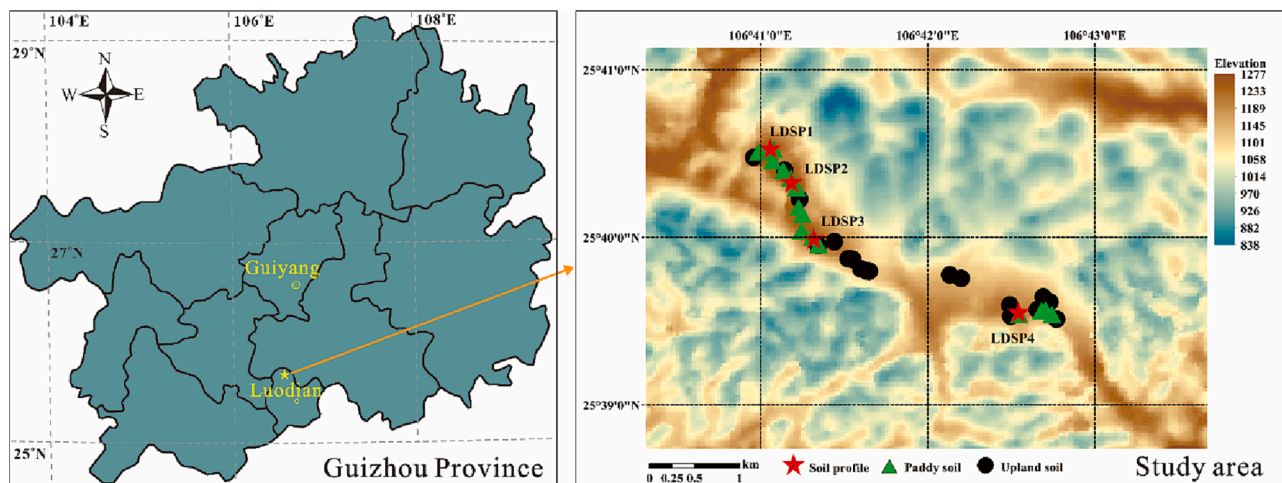 104°E
106°E
108°E
29°N
N
W
E
S
27°N
Guiyang
Luodian
25°N
Guizhou Province
106°41'0"E
106°42'0"E
106°43'0"E
25°41'0"N
25°40'0"N
25°39'0"N
LDSP1
LDSP2
LDSP3
LDSP4
Elevation
1277
1233
1189
1145
1101
1058
1014
970
926
882
838
km
0 0.25 0.5 1
Soil profile
Paddy soil
Upland soil
Study area